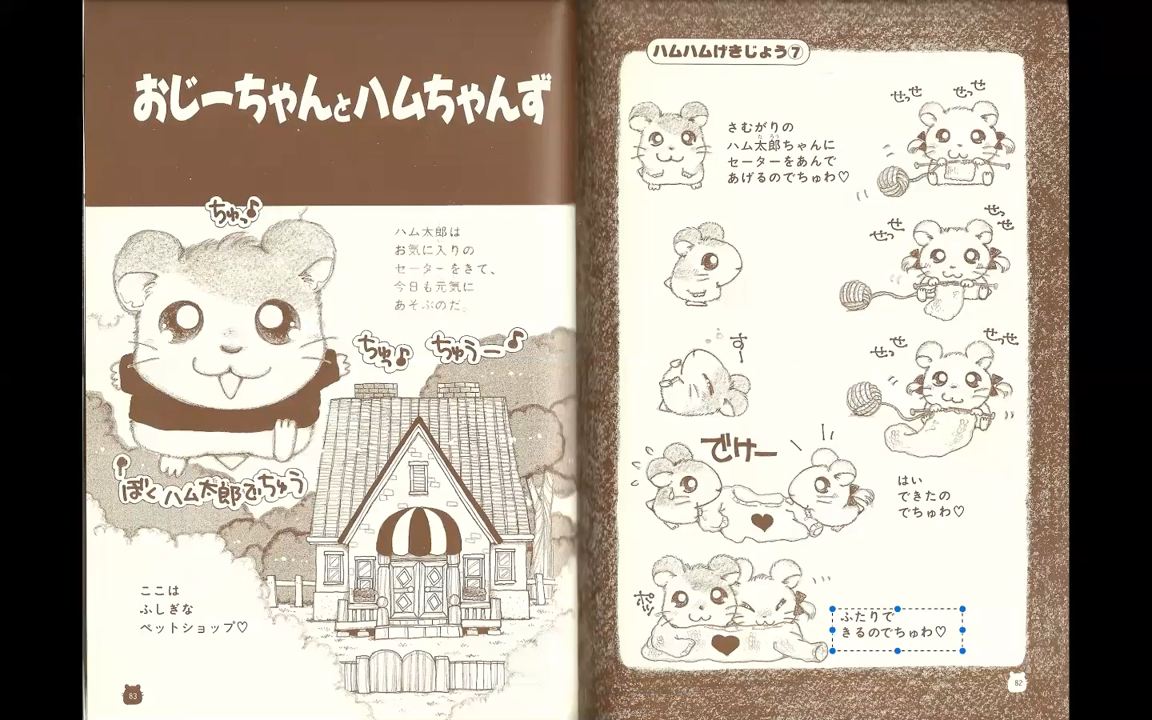 ハムハムけきじょう⑦
せっせ
せっせ
さむがりの
ハム太郎ちゃんに
セーターをあんで
あげるのでちゅわ♡
せっせ
せっせ
すー
せっせ
せっせ
でけー
はい
できたの
でちゅわ♡
ポッ
ふたりで
きるのでちゅわ♡
82
おじーちゃんとハムちゃんず
ちゅっ♪
ハム太郎は
お気に入りの
セーターをきて、
今日も元気に
あそぶのだ。
ちゅっ♪
ちゅうー♪
ぼくハム太郎でちゅう
ここは
ふしぎな
ペットショップ♡
83